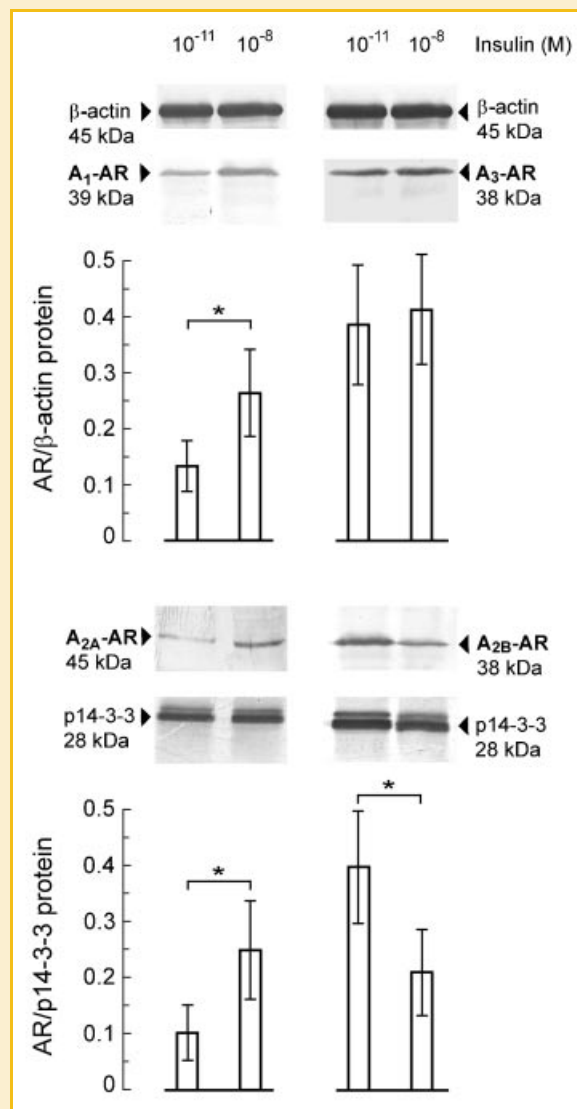 10⁻¹¹ 10⁻⁸ 10⁻¹¹ 10⁻⁸ Insulin (M)
β-actin
45 kDa
β-actin
45 kDa
A₁-AR
39 kDa
A₃-AR
38 kDa
AR/β-actin protein
0.5
0.4
0.3
0.2
0.1
0
*
A₂A-AR
45 kDa
A₂B-AR
38 kDa
p14-3-3
28 kDa
p14-3-3
28 kDa
AR/p14-3-3 protein
0.5
0.4
0.3
0.2
0.1
0
*
*